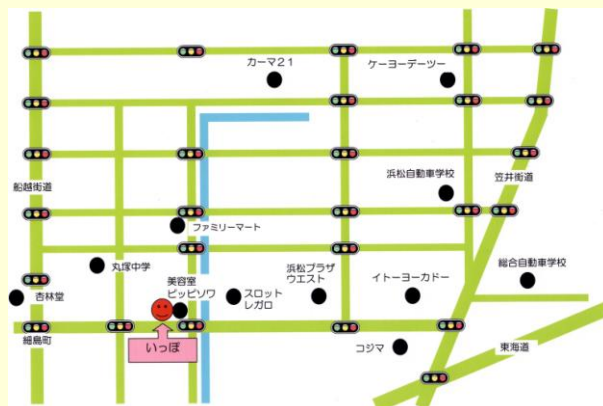 カーマ２１
ケーヨーデーツー
船越街道
浜松自動車学校
笠井街道
ファミリーマート
丸塚中学
美容室
ビッピソワ
浜松プラザ
ウエスト
イトーヨーカドー
総合自動車学校
杏林堂
スロット
レガロ
細島町
いっぽ
コジマ
東海道